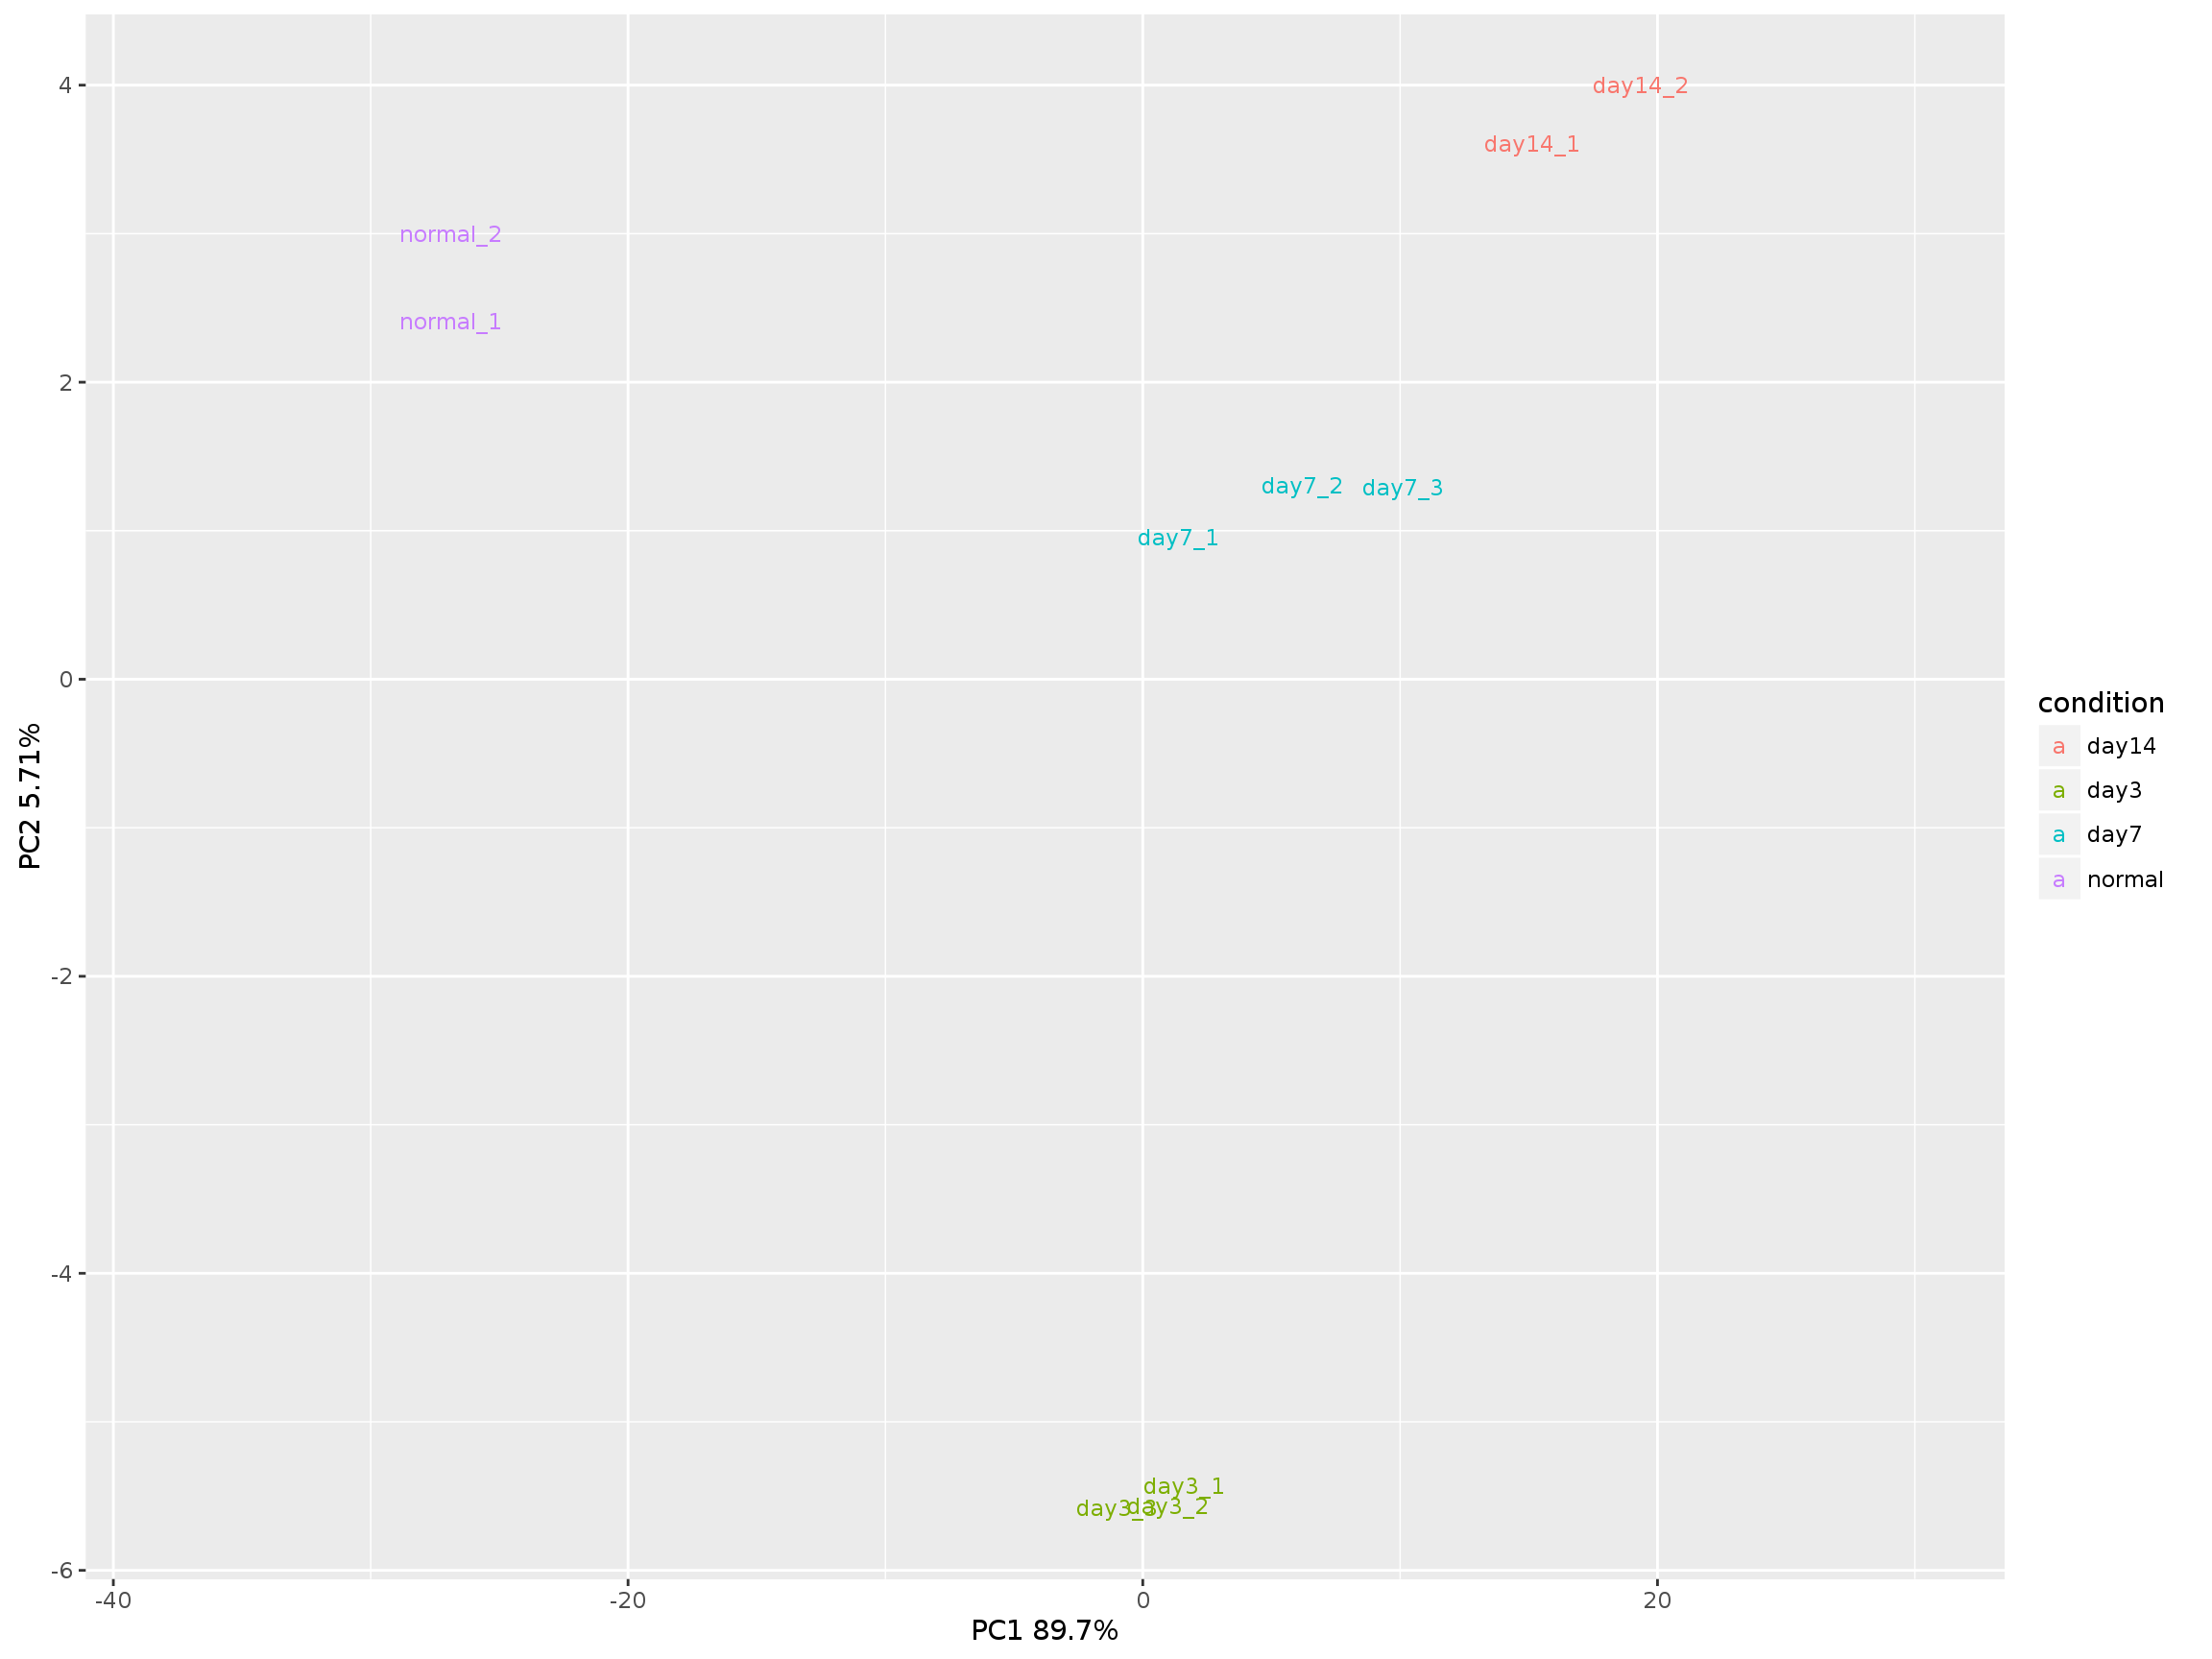 day14_2
4
day14_1
normal_2
normal_1
2
day7_2 day7_3
day7_1
0
condition
a day14
a day3
a day7
a normal
PC2 5.71%
-2
-4
day3_1
day3_3 day3_2
-6
-40 -20 0 20
PC1 89.7%